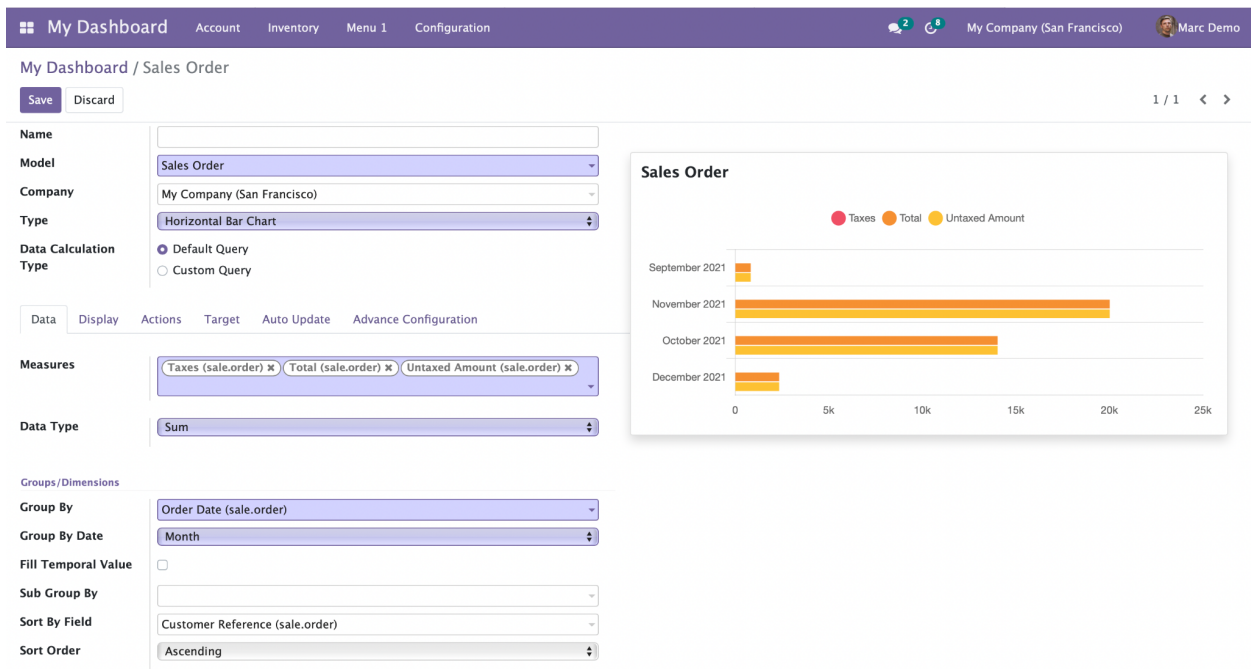 My Dashboard Account Inventory Menu 1 Configuration 2 8 My Company (San Francisco) Marc Demo
My Dashboard / Sales Order
Save Discard 1 / 1
Name
Model Sales Order
Company My Company (San Francisco)
Type Horizontal Bar Chart
Data Calculation Type Default Query
Custom Query
Data Display Actions Target Auto Update Advance Configuration
Measures Taxes (sale.order) × Total (sale.order) × Untaxed Amount (sale.order) ×
Data Type Sum
Groups/Dimensions
Group By Order Date (sale.order)
Group By Date Month
Fill Temporal Value
Sub Group By
Sort By Field Customer Reference (sale.order)
Sort Order Ascending
Sales Order
Taxes Total Untaxed Amount
September 2021
November 2021
October 2021
December 2021
0 5k 10k 15k 20k 25k